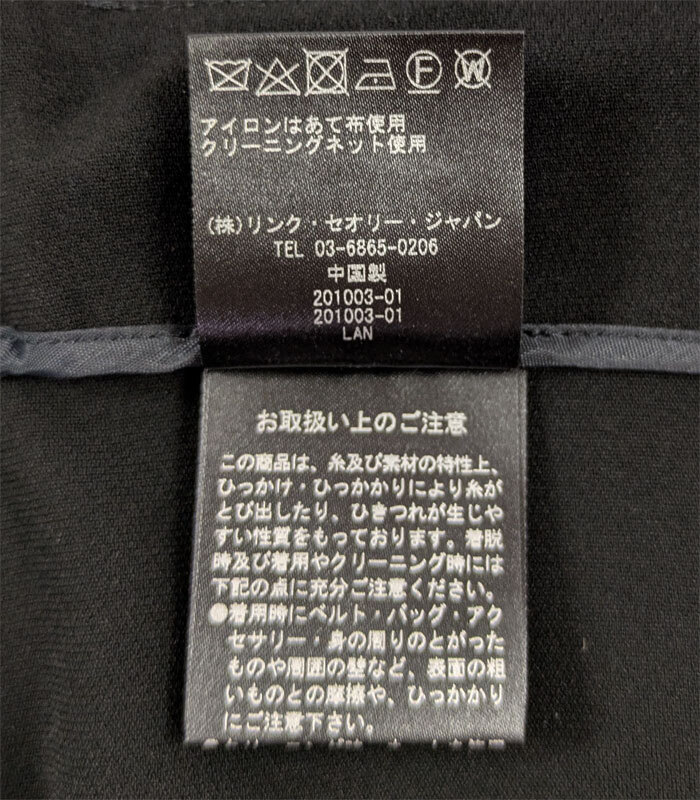 F W
アイロンはあて布使用
クリーニングネット使用
(株)リンク・セオリー・ジャパン
TEL 03-6865-0206
中国製
201003-01
201003-01
LAN
お取扱い上のご注意
この商品は、糸及び素材の特性上、
ひっかけ・ひっかかりにより糸が
とび出したり、ひきつれが生じや
すい性質をもっております。着脱
時及び着用やクリーニング時には
下記の点に充分ご注意ください。
●着用時にベルト・バッグ・アク
セサリー・身の周りのとがった
ものや周囲の壁など、表面の粗
いものとの摩擦や、ひっかかり
にご注意下さい。